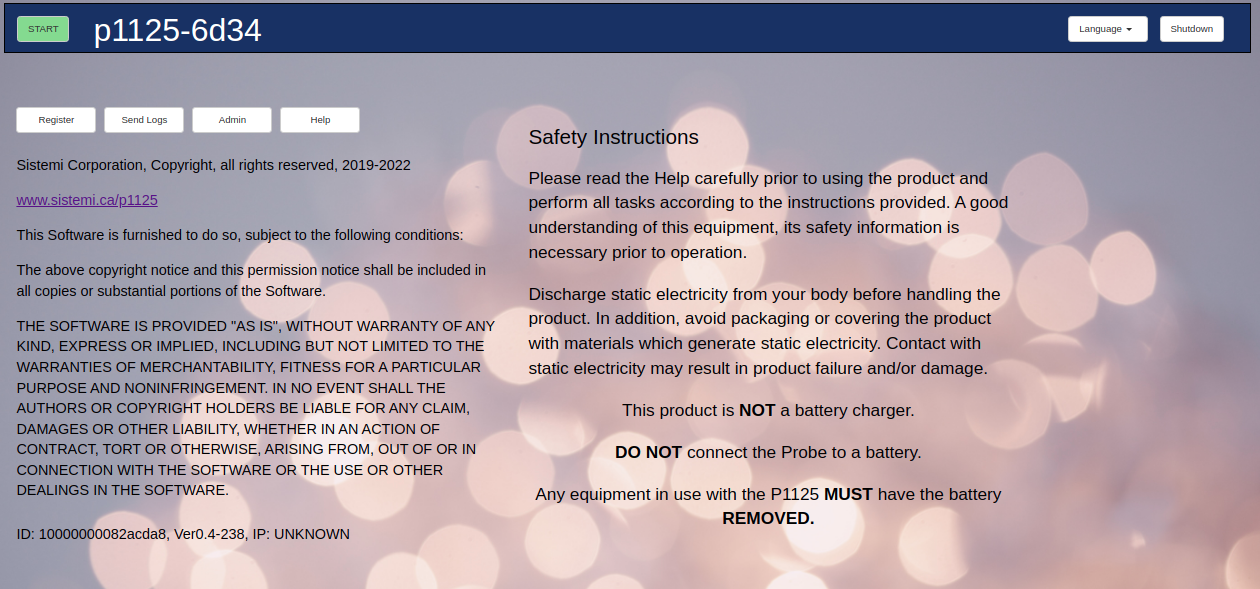 START
p1125-6d34
Language
Shutdown
Register
Send Logs
Admin
Help
Sistemi Corporation, Copyright, all rights reserved, 2019-2022
www.sistemi.ca/p1125
This Software is furnished to do so, subject to the following conditions:
The above copyright notice and this permission notice shall be included in
all copies or substantial portions of the Software.
THE SOFTWARE IS PROVIDED "AS IS", WITHOUT WARRANTY OF ANY
KIND, EXPRESS OR IMPLIED, INCLUDING BUT NOT LIMITED TO THE
WARRANTIES OF MERCHANTABILITY, FITNESS FOR A PARTICULAR
PURPOSE AND NONINFRINGEMENT. IN NO EVENT SHALL THE
AUTHORS OR COPYRIGHT HOLDERS BE LIABLE FOR ANY CLAIM,
DAMAGES OR OTHER LIABILITY, WHETHER IN AN ACTION OF
CONTRACT, TORT OR OTHERWISE, ARISING FROM, OUT OF OR IN
CONNECTION WITH THE SOFTWARE OR THE USE OR OTHER
DEALINGS IN THE SOFTWARE.
ID: 10000000082acda8, Ver0.4-238, IP: UNKNOWN
Safety Instructions
Please read the Help carefully prior to using the product and
perform all tasks according to the instructions provided. A good
understanding of this equipment, its safety information is
necessary prior to operation.
Discharge static electricity from your body before handling the
product. In addition, avoid packaging or covering the product
with materials which generate static electricity. Contact with
static electricity may result in product failure and/or damage.
This product is NOT a battery charger.
DO NOT connect the Probe to a battery.
Any equipment in use with the P1125 MUST have the battery
REMOVED.